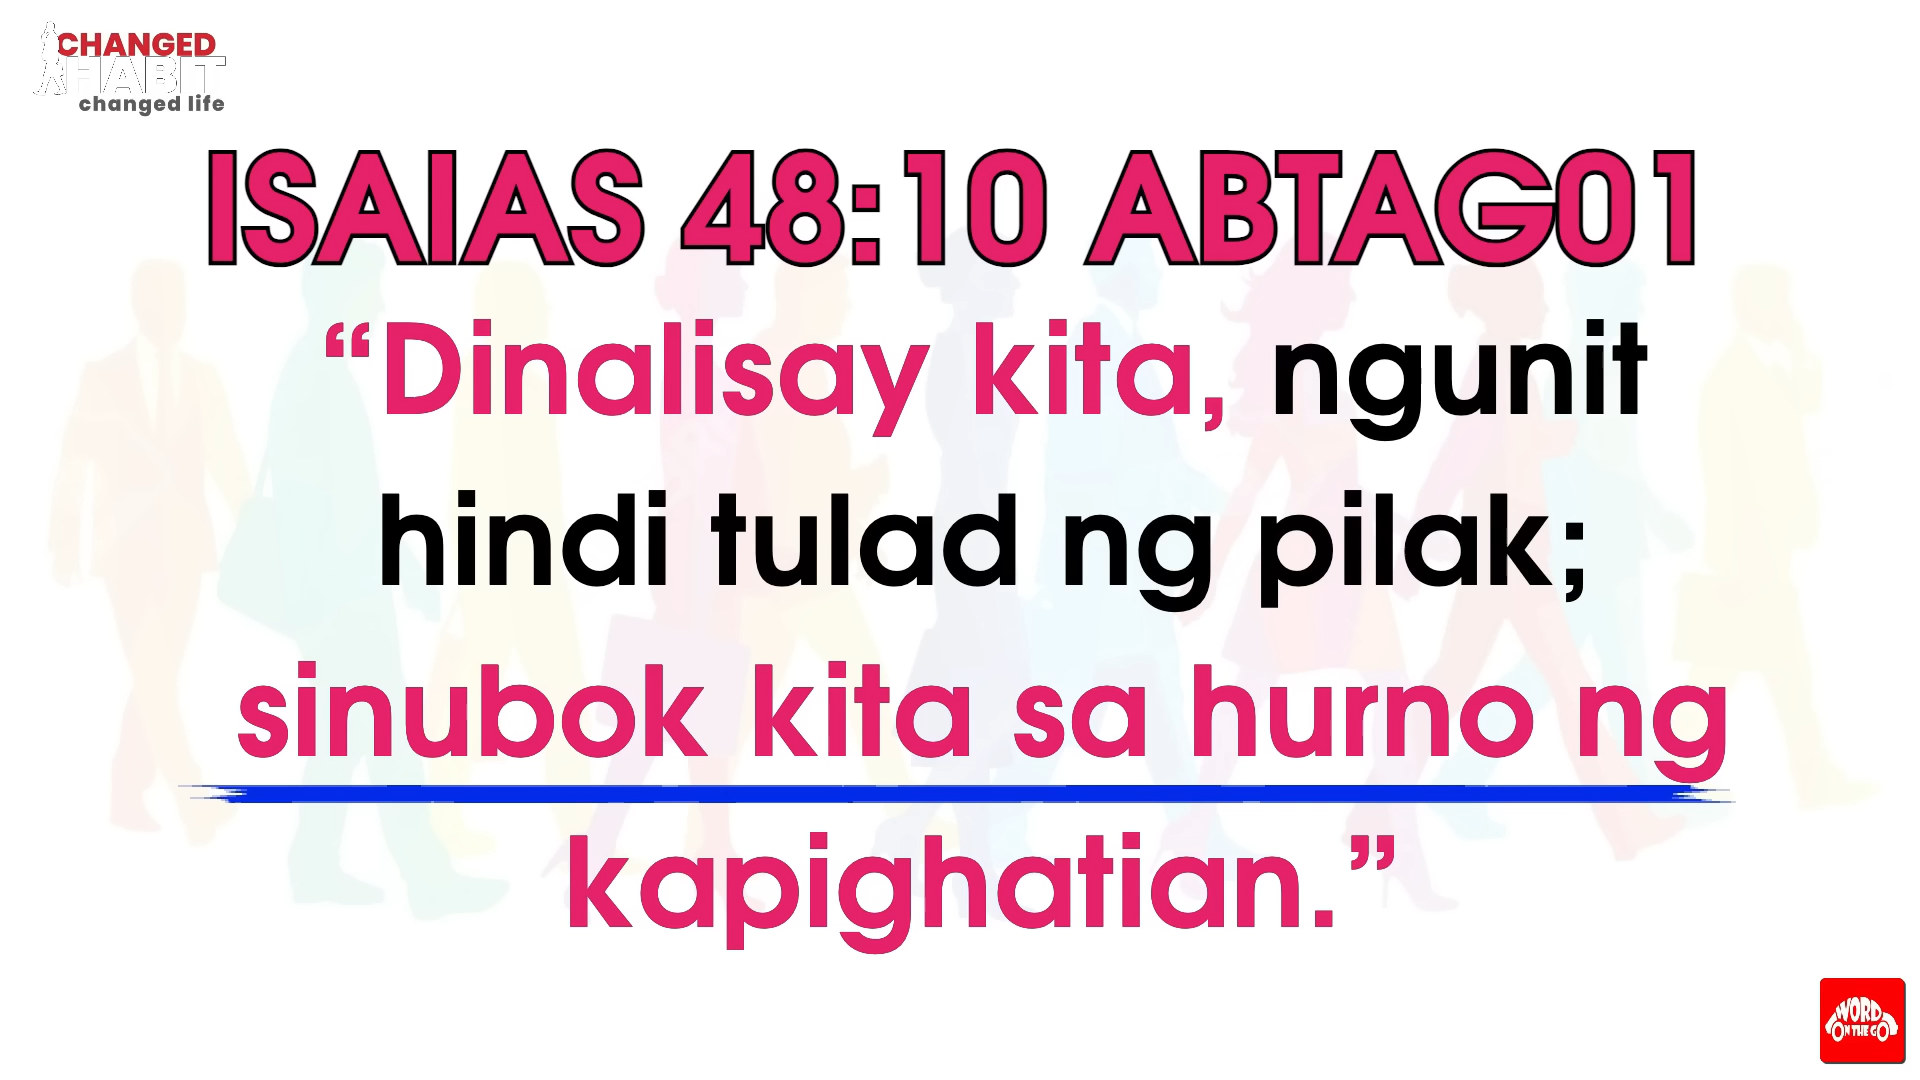 CHANGED
HABIT
changed life
ISAIAS 48:10 ABTAG01
“Dinalisay kita, ngunit
hindi tulad ng pilak;
sinubok kita sa hurno ng
kapighatian.”
WORD
ON THE GO